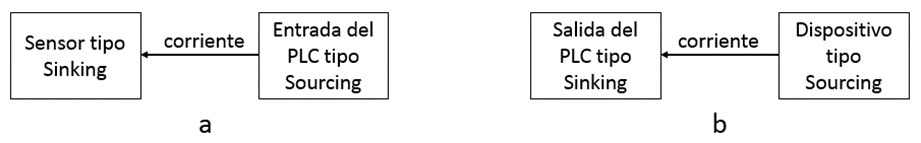 Sensor tipo
Sinking
corriente
Entrada del
PLC tipo
Sourcing
a
Salida del
PLC tipo
Sinking
corriente
Dispositivo
tipo
Sourcing
b